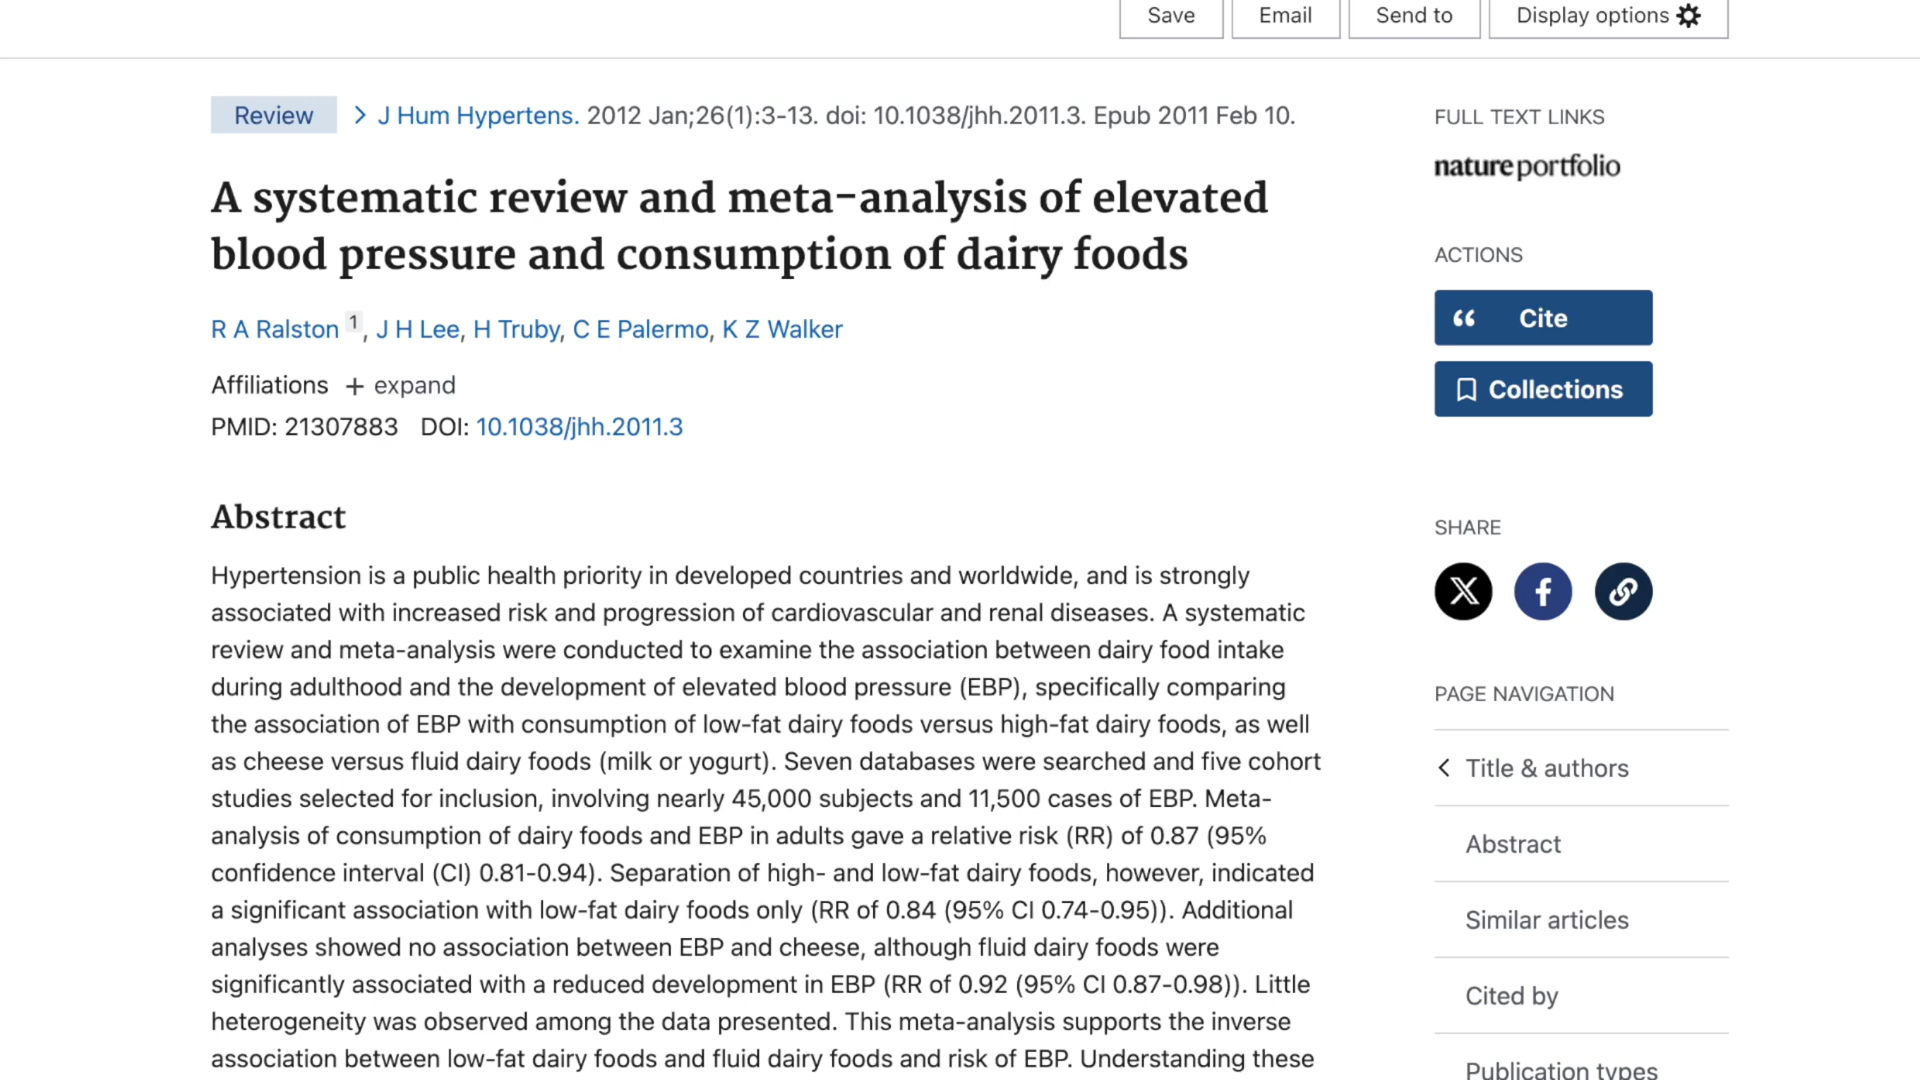 Save
Email
Send to
Display options
Review
J Hum Hypertens. 2012 Jan;26(1):3-13. doi: 10.1038/jhh.2011.3. Epub 2011 Feb 10.
A systematic review and meta-analysis of elevated
blood pressure and consumption of dairy foods
R A Ralston 1, J H Lee, H Truby, C E Palermo, K Z Walker
Affiliations + expand
PMID: 21307883 DOI: 10.1038/jhh.2011.3
Abstract
Hypertension is a public health priority in developed countries and worldwide, and is strongly
associated with increased risk and progression of cardiovascular and renal diseases. A systematic
review and meta-analysis were conducted to examine the association between dairy food intake
during adulthood and the development of elevated blood pressure (EBP), specifically comparing
the association of EBP with consumption of low-fat dairy foods versus high-fat dairy foods, as well
as cheese versus fluid dairy foods (milk or yogurt). Seven databases were searched and five cohort
studies selected for inclusion, involving nearly 45,000 subjects and 11,500 cases of EBP. Meta-
analysis of consumption of dairy foods and EBP in adults gave a relative risk (RR) of 0.87 (95%
confidence interval (CI) 0.81-0.94). Separation of high- and low-fat dairy foods, however, indicated
a significant association with low-fat dairy foods only (RR of 0.84 (95% CI 0.74-0.95)). Additional
analyses showed no association between EBP and cheese, although fluid dairy foods were
significantly associated with a reduced development in EBP (RR of 0.92 (95% CI 0.87-0.98)). Little
heterogeneity was observed among the data presented. This meta-analysis supports the inverse
association between low-fat dairy foods and fluid dairy foods and risk of EBP. Understanding these
FULL TEXT LINKS
nature portfolio
ACTIONS
Cite
Collections
SHARE
PAGE NAVIGATION
Title & authors
Abstract
Similar articles
Cited by
Publication types